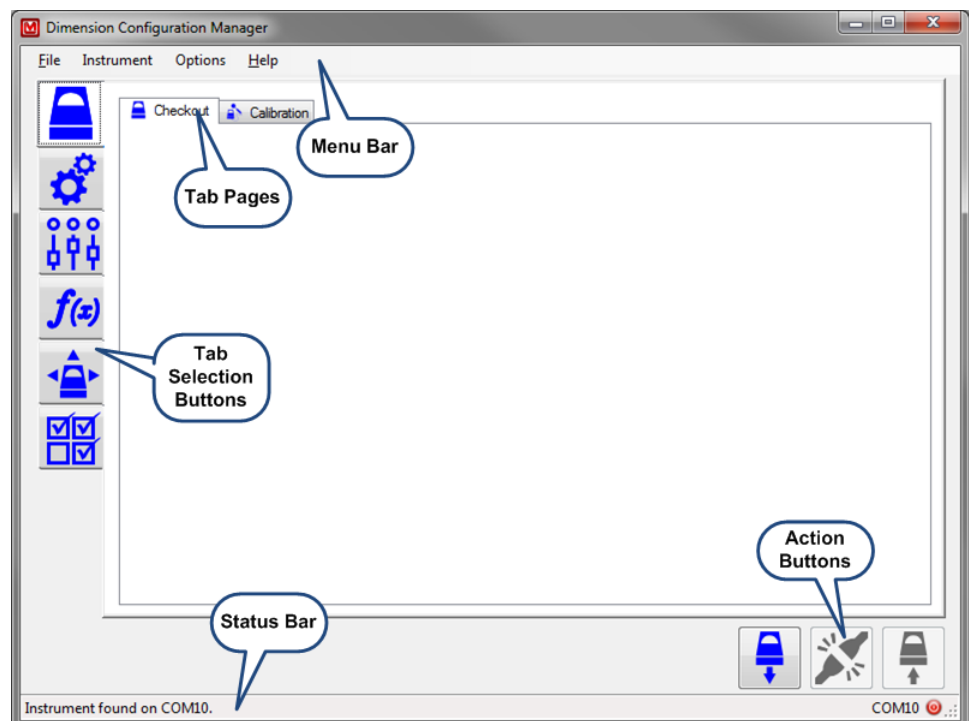 Dimension Configuration Manager
File Instrument Options Help
Checkout Calibration
Menu Bar
Tab Pages
f(x)
Tab
Selection
Buttons
Action
Buttons
Status Bar
Instrument found on COM10. COM10